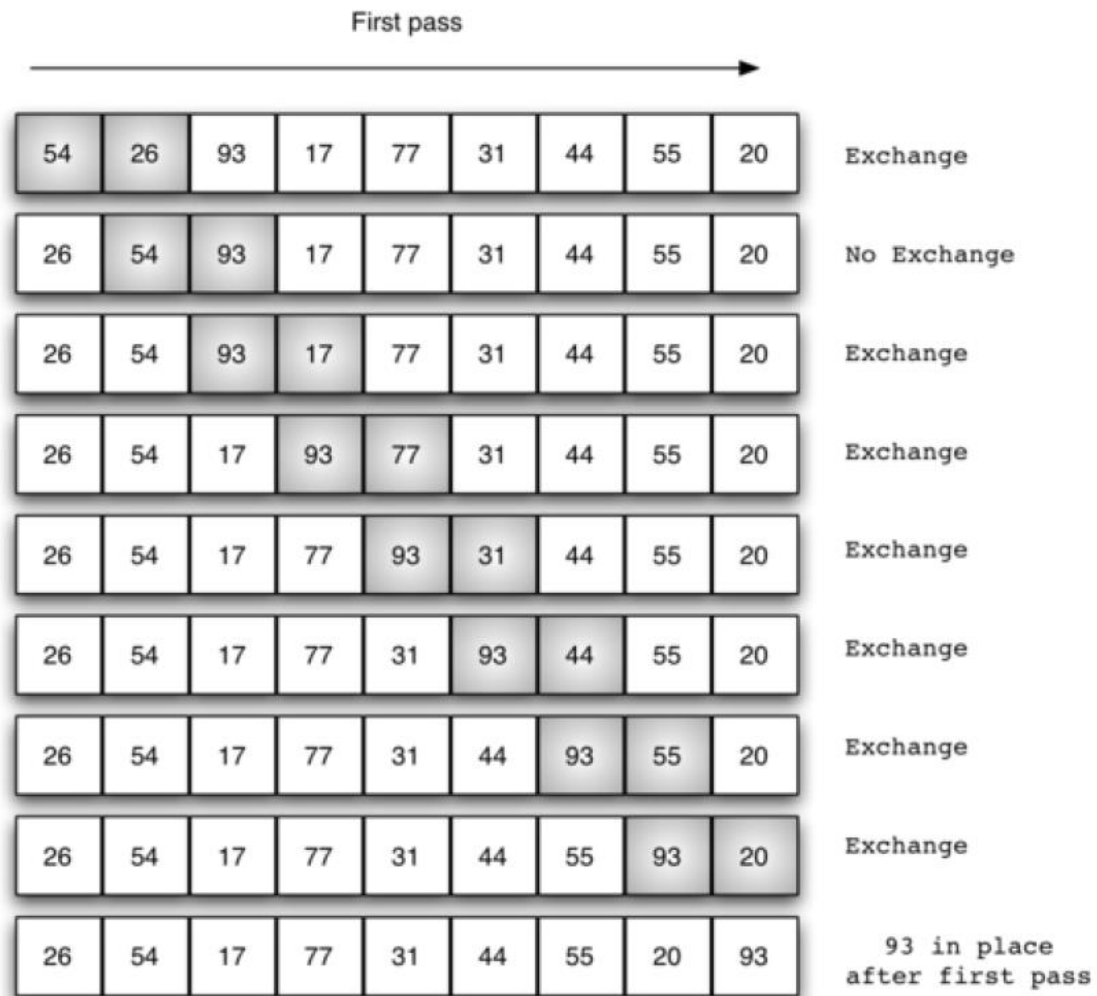 First pass
54 26 93 17 77 31 44 55 20 Exchange
26 54 93 17 77 31 44 55 20 No Exchange
26 54 93 17 77 31 44 55 20 Exchange
26 54 17 93 77 31 44 55 20 Exchange
26 54 17 77 93 31 44 55 20 Exchange
26 54 17 77 31 93 44 55 20 Exchange
26 54 17 77 31 44 93 55 20 Exchange
26 54 17 77 31 44 55 93 20 Exchange
26 54 17 77 31 44 55 20 93 93 in place
after first pass